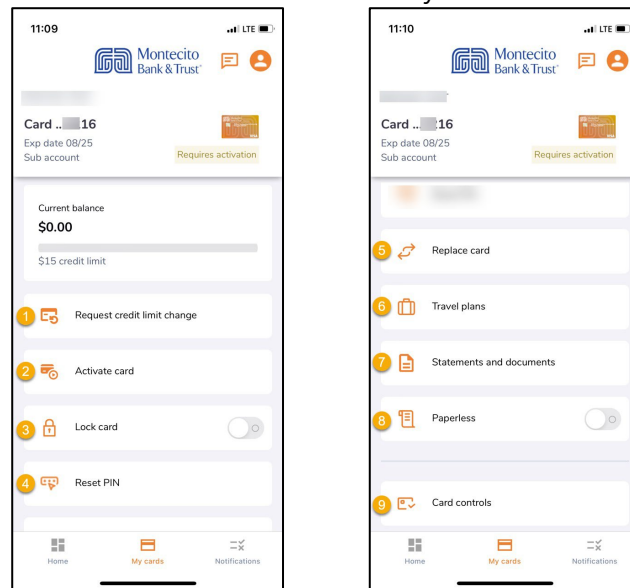 11:09
LTE
Montecito
Bank & Trust
Card .. 16
Exp date 08/25
Sub account
Requires activation
VISA
Current balance
$0.00
$15 credit limit
1 Request credit limit change
2 Activate card
3 Lock card
4 Reset PIN
Home
My cards
Notifications
11:10
LTE
Montecito
Bank & Trust
Card .. :16
Exp date 08/25
Sub account
Requires activation
5 Replace card
6 Travel plans
7 Statements and documents
8 Paperless
9 Card controls
Home
My cards
Notifications